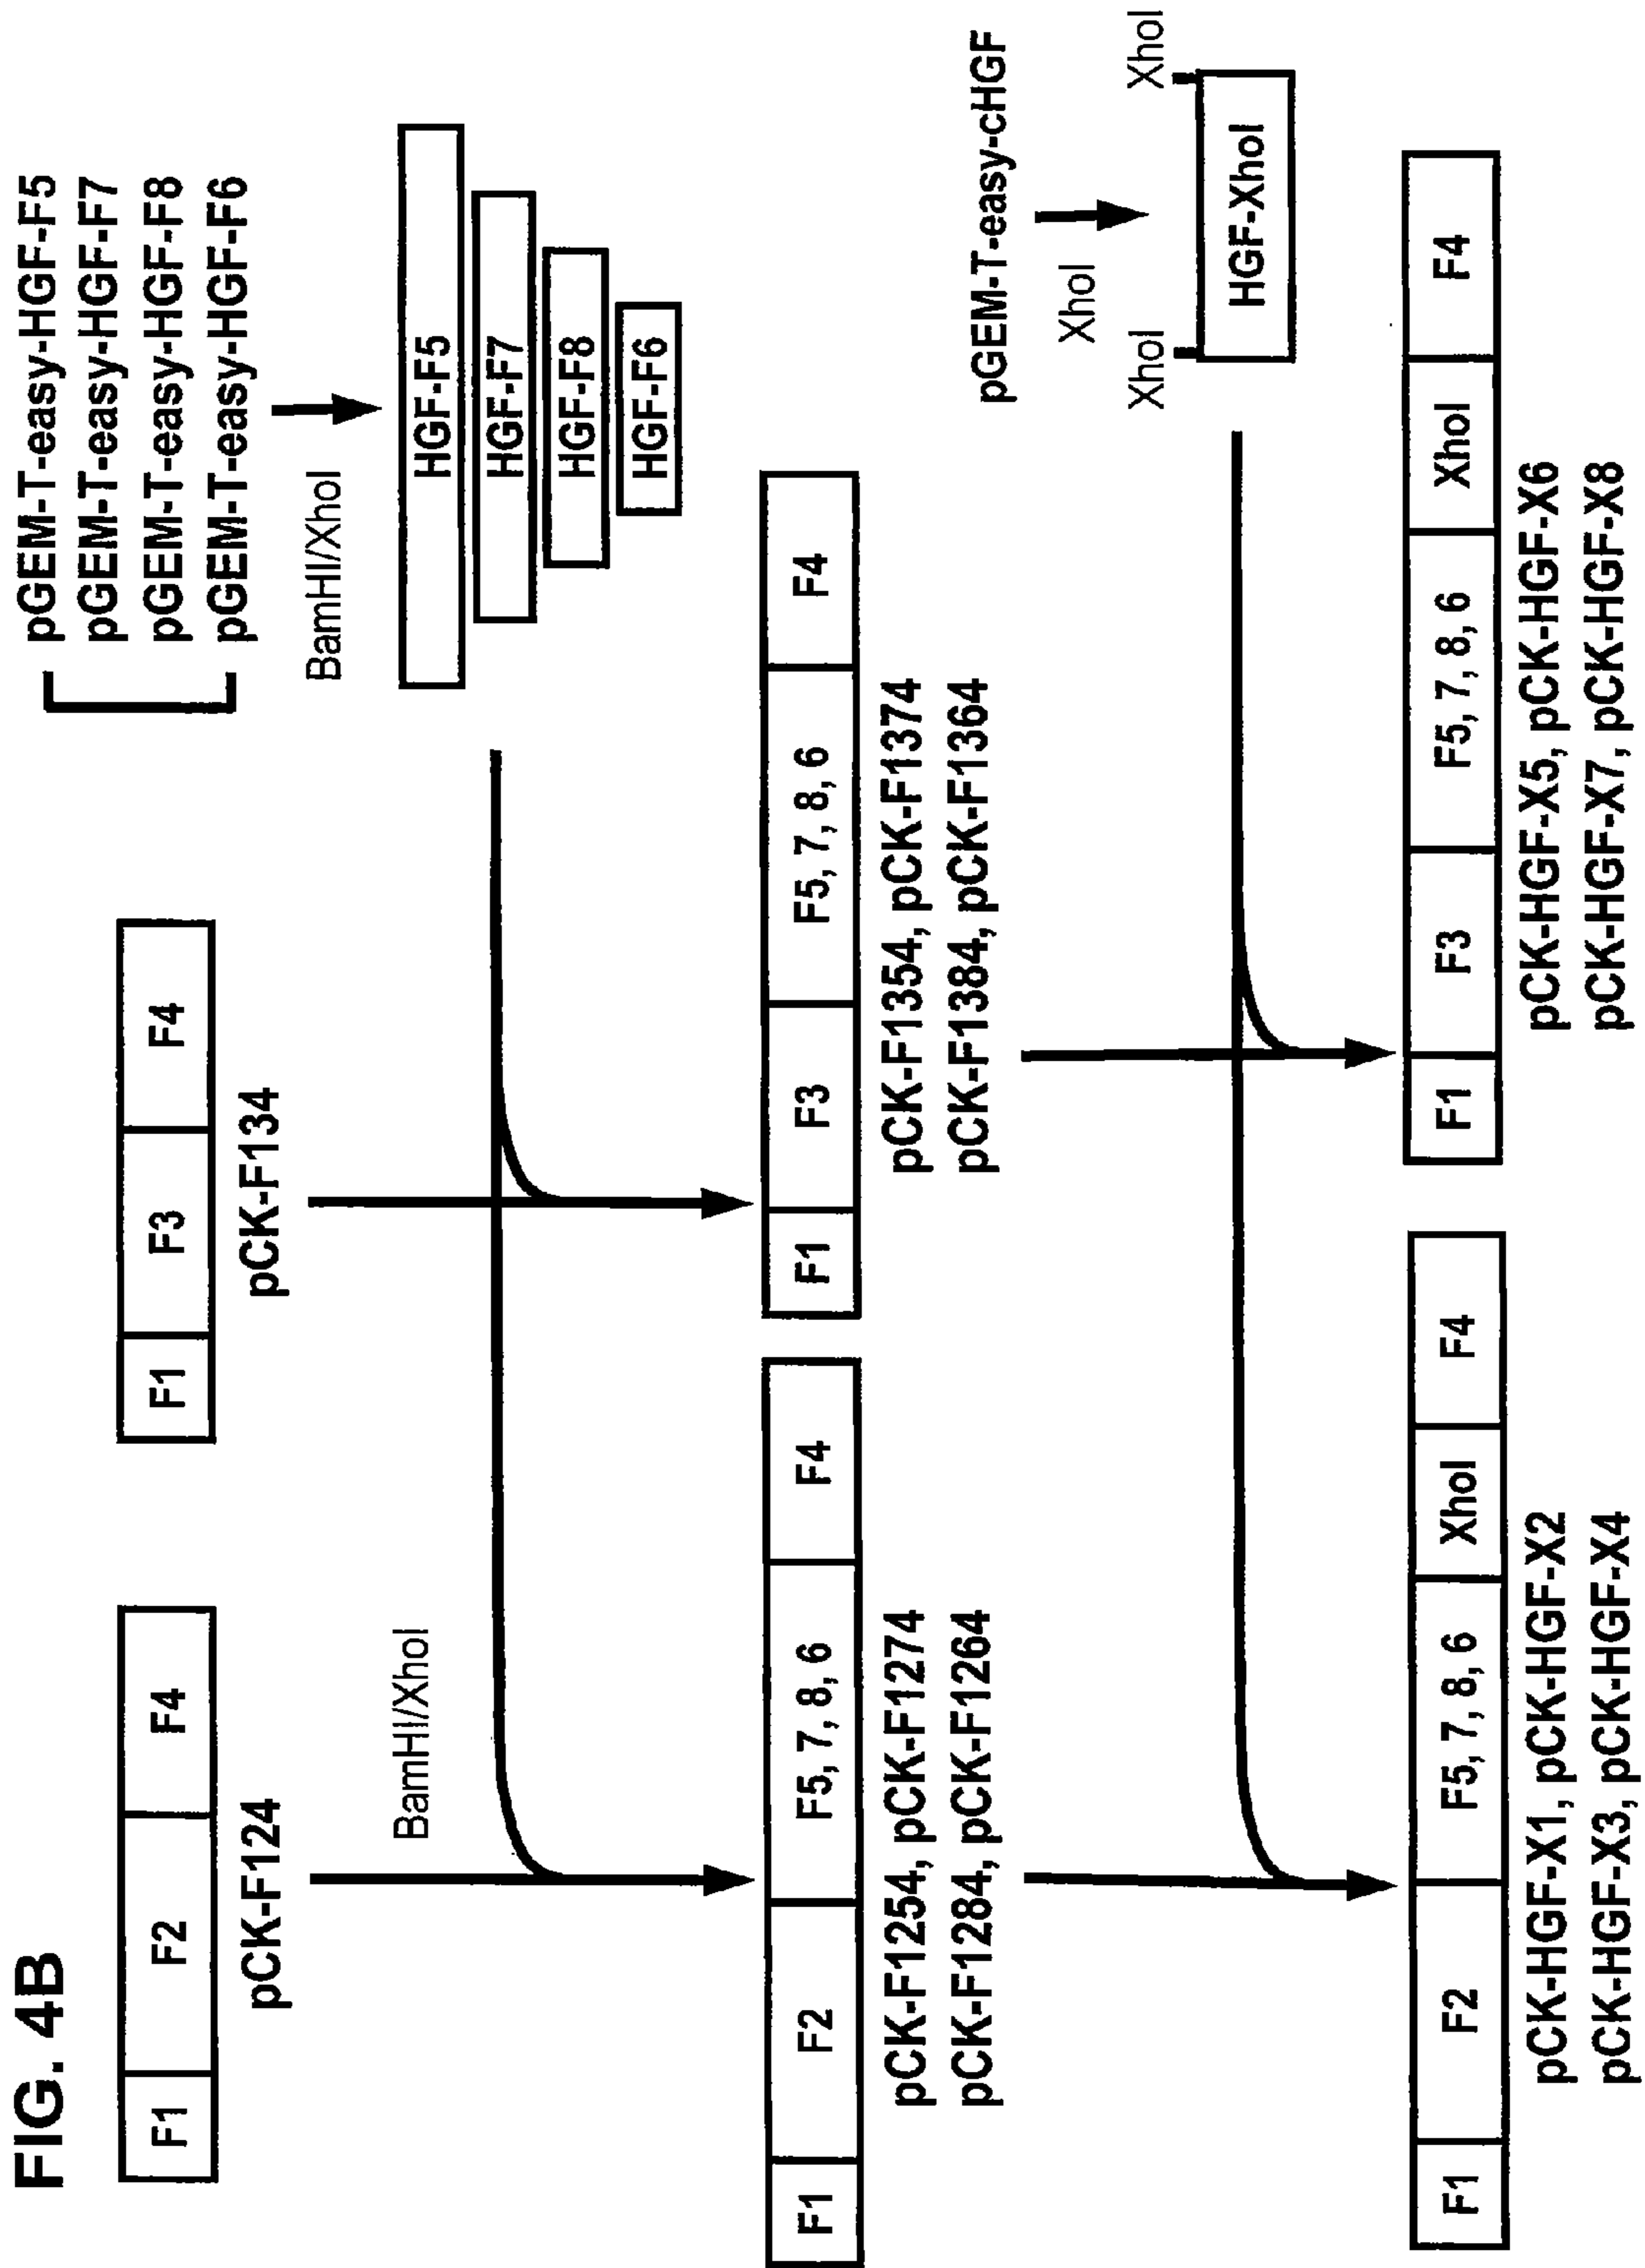 FIG. 4B
F1 F2 F4
pCK-F124
F1 F3 F4
pCK-F134
pGEM-T-easy-HGF-F5
pGEM-T-easy-HGF-F7
pGEM-T-easy-HGF-F8
pGEM-T-easy-HGF-F6
BamHI/XhoI
BamHI/XhoI
HGF-F5
HGF-F7
HGF-F8
HGF-F6
F1 F2 F5, 7, 8, 6 F4
pCK-F1254, pCK-F1274
pCK-F1284, pCK-F1264
F1 F3 F5, 7, 8, 6 F4
pCK-F1354, pCK-F1374
pCK-F1384, pCK-F1364
pGEM-T-easy-cHGF
XhoI
XhoI XhoI
HGF-XhoI
F1 F2 F5, 7, 8, 6 XhoI F4
pCK-HGF-X1, pCK-HGF-X2
pCK-HGF-X3, pCK-HGF-X4
F1 F3 F5, 7, 8, 6 XhoI F4
pCK-HGF-X5, pCK-HGF-X6
pCK-HGF-X7, pCK-HGF-X8